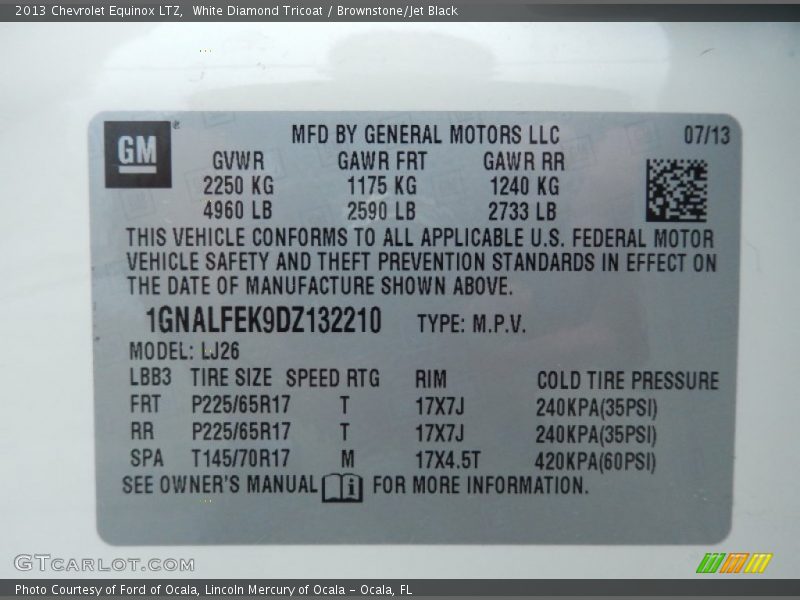 2013 Chevrolet Equinox LTZ, White Diamond Tricoat / Brownstone/Jet Black
GM®
MFD BY GENERAL MOTORS LLC 07/13
GVWR GAWR FRT GAWR RR
2250 KG 1175 KG 1240 KG
4960 LB 2590 LB 2733 LB
THIS VEHICLE CONFORMS TO ALL APPLICABLE U.S. FEDERAL MOTOR
VEHICLE SAFETY AND THEFT PREVENTION STANDARDS IN EFFECT ON
THE DATE OF MANUFACTURE SHOWN ABOVE.
1GNALFEK9DZ132210 TYPE: M.P.V.
MODEL: LJ26
LBB3 TIRE SIZE SPEED RTG RIM COLD TIRE PRESSURE
FRT P225/65R17 T 17X7J 240KPA(35PSI)
RR P225/65R17 T 17X7J 240KPA(35PSI)
SPA T145/70R17 M 17X4.5T 420KPA(60PSI)
SEE OWNER'S MANUAL i FOR MORE INFORMATION.
GTCARLOT.COM
Photo Courtesy of Ford of Ocala, Lincoln Mercury of Ocala - Ocala, FL